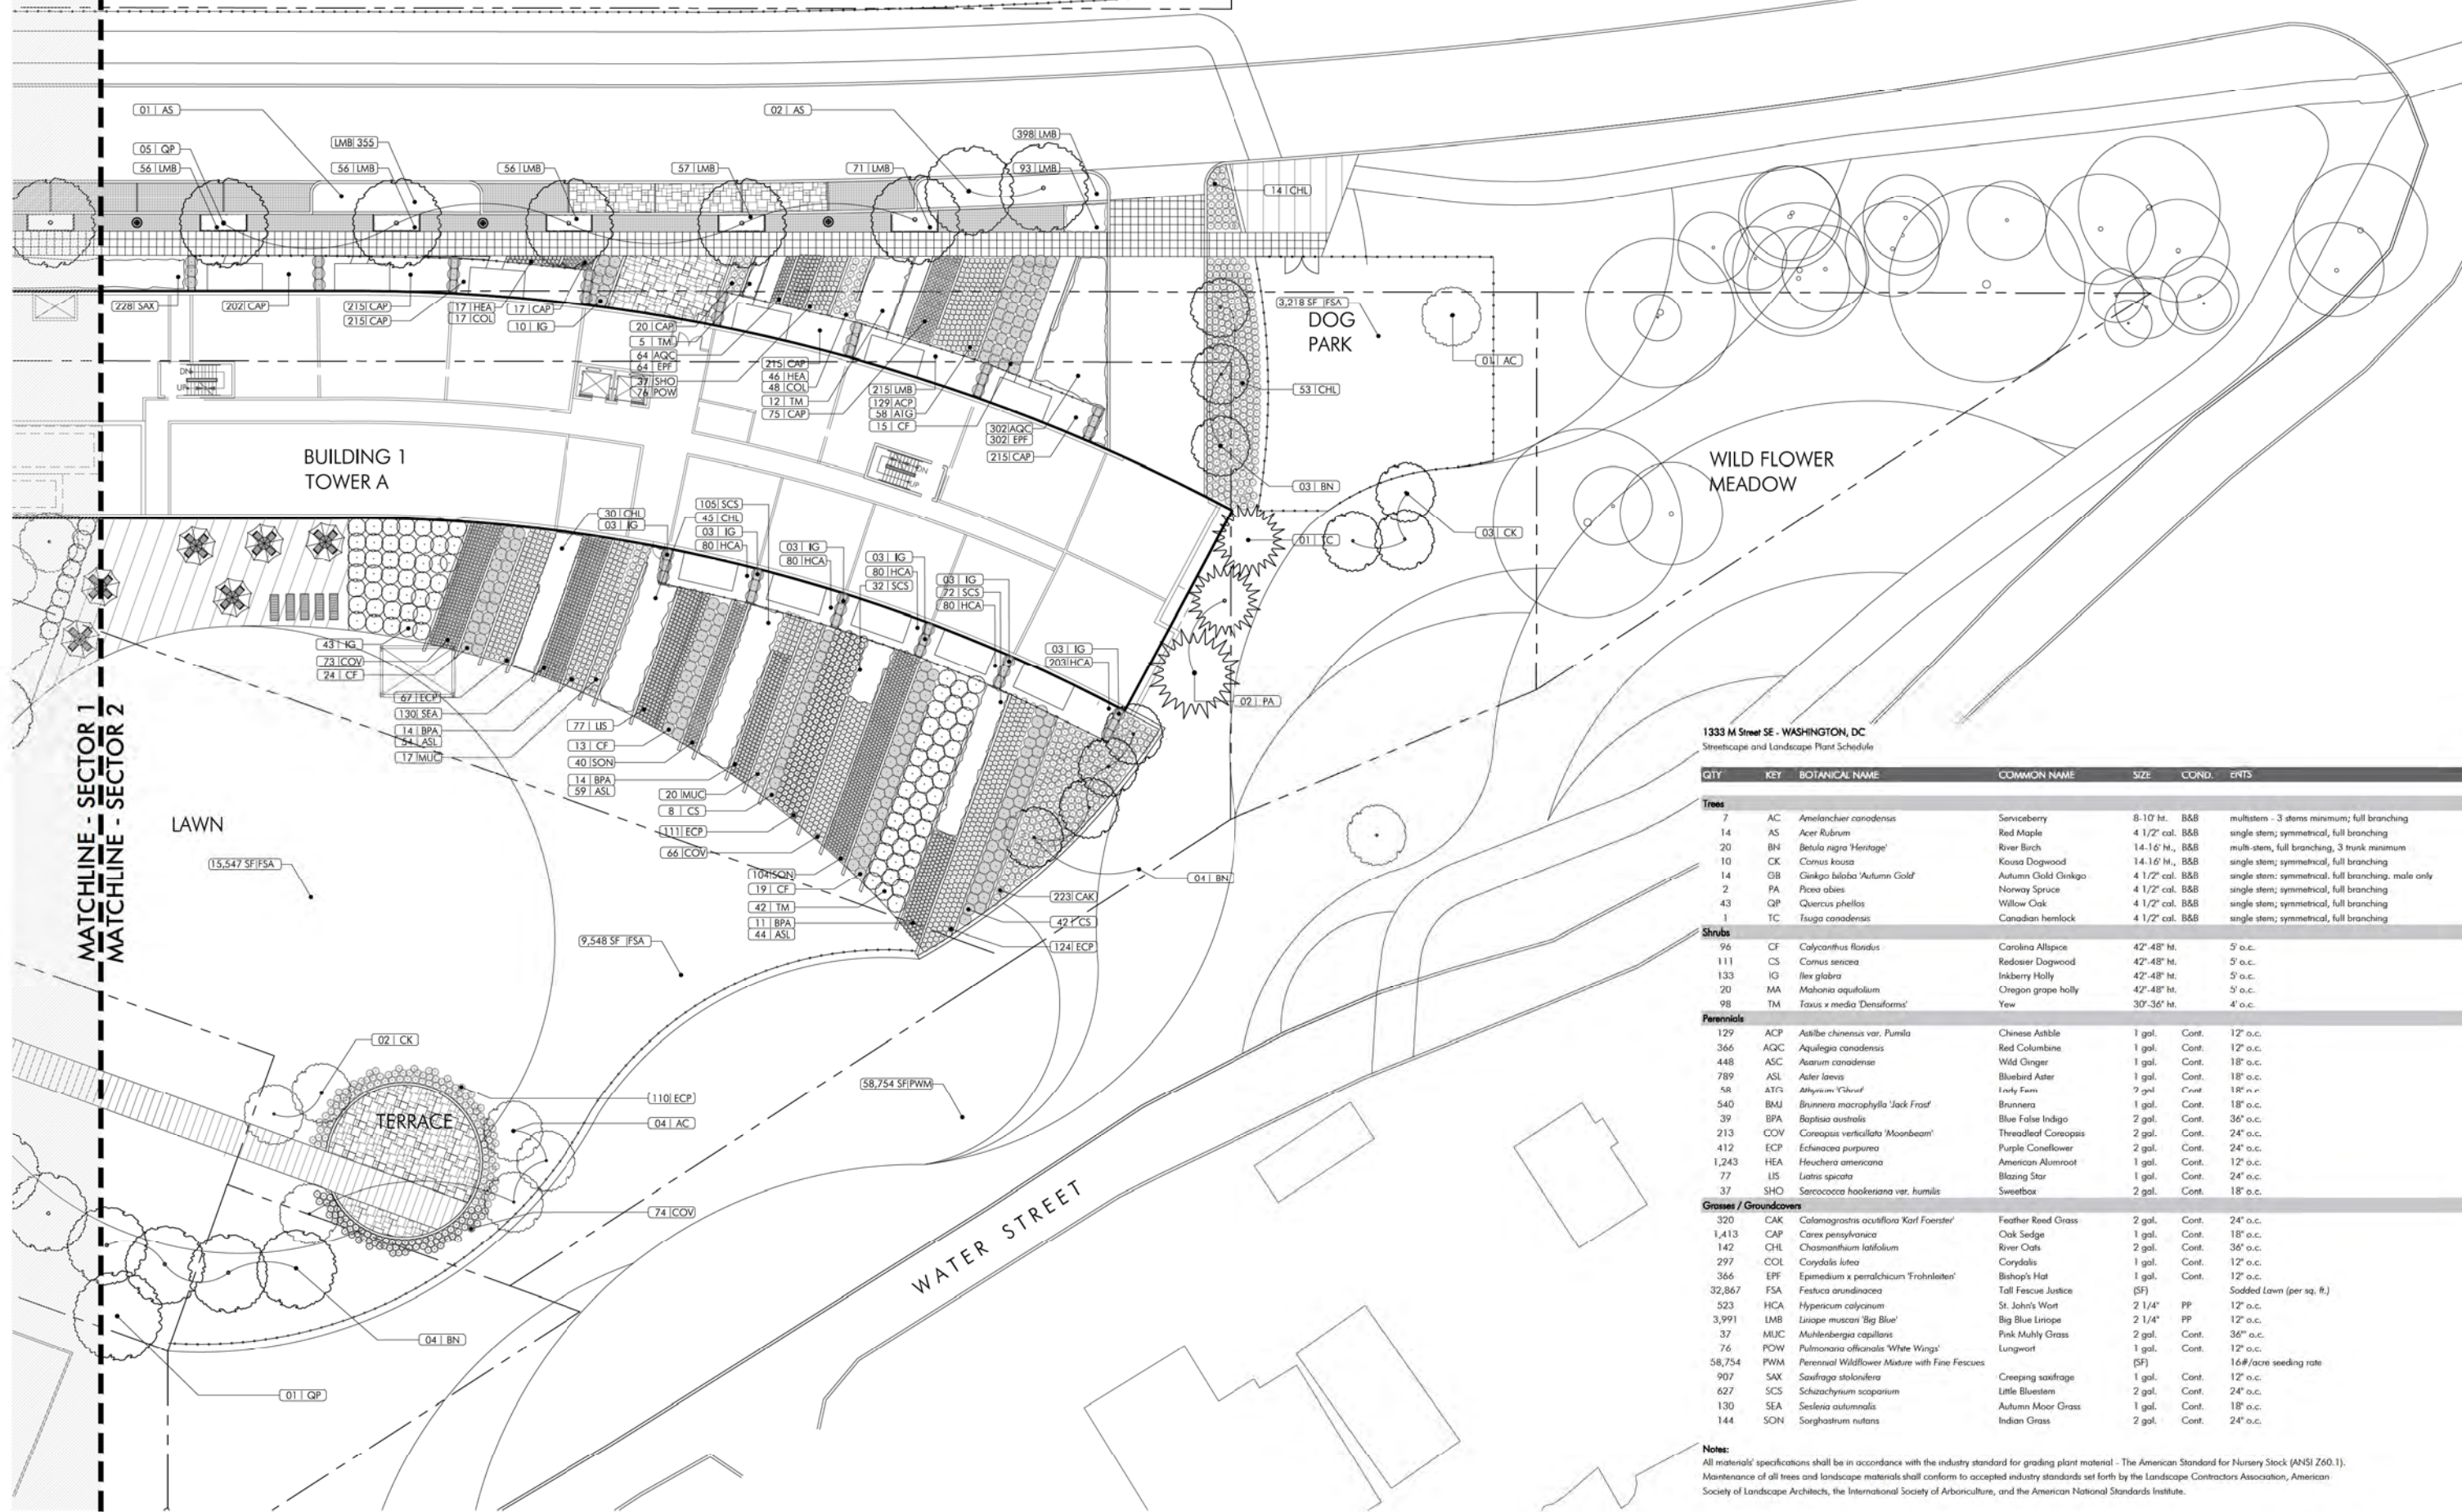 01 | AS
02 | AS
05 | QP
56 | LMB
LMB| 355
56 | LMB
56 | LMB
57 | LMB
71 | LMB
398| LMB
93 | LMB
14 | CHL
228| SAX
202 | CAP
215| CAP
215| CAP
17 | HEA
17 | COL
17 | CAP
10 | IG
20 | CAP
5 | TM
64 | AQC
64 | EPF
37 | SHO
76 | POW
215| CAP
46 | HEA
48 | COL
12 | TM
75 | CAP
215| LMB
129| ACP
58 | ATG
15 | CF
302| AQC
302| EPF
215| CAP
3,218 SF |FSA
DOG
PARK
01 | AC
53 | CHL
03 | BN
03 | CK
01 | TC
02 | PA
DN
UP
DN
UP
BUILDING 1
TOWER A
WILD FLOWER
MEADOW
30 | CHL
03 | IG
105| SCS
45 | CHL
03 | IG
80 | HCA
03 | IG
80 | HCA
03 | IG
80 | HCA
32 | SCS
03 | IG
72 | SCS
80 | HCA
03 | IG
203| HCA
43 | IG
73 | COV
24 | CF
67 | ECP
130| SEA
14 | BPA
54 | ASL
17 | MUC
77 | LIS
13 | CF
40 | SON
14 | BPA
59 | ASL
20 | MUC
8 | CS
111| ECP
66 | COV
104| SON
19 | CF
42 | TM
11 | BPA
44 | ASL
04 | BN
223| CAK
42 | CS
124| ECP
MATCHLINE - SECTOR 1
MATCHLINE - SECTOR 2
LAWN
15,547 SF|FSA
9,548 SF |FSA
58,754 SF|PWM
02 | CK
TERRACE
110| ECP
04 | AC
74 | COV
04 | BN
01 | QP
WATER STREET
1333 M Street SE - WASHINGTON, DC
Streetscape and Landscape Plant Schedule
QTY KEY BOTANICAL NAME COMMON NAME SIZE COND. ENTS
Trees
7 AC Amelanchier canadensis Serviceberry 8-10' ht. B&B multistem - 3 stems minimum; full branching
14 AS Acer Rubrum Red Maple 4 1/2" cal. B&B single stem; symmetrical, full branching
20 BN Betula nigra 'Heritage' River Birch 14-16' ht., B&B multi-stem, full branching, 3 trunk minimum
10 CK Cornus kousa Kousa Dogwood 14-16' ht., B&B single stem; symmetrical, full branching
14 GB Ginkgo biloba 'Autumn Gold' Autumn Gold Ginkgo 4 1/2" cal. B&B single stem; symmetrical, full branching, male only
2 PA Picea abies Norway Spruce 4 1/2" cal. B&B single stem; symmetrical, full branching
43 QP Quercus phellos Willow Oak 4 1/2" cal. B&B single stem; symmetrical, full branching
1 TC Tsuga canadensis Canadian hemlock 4 1/2" cal. B&B single stem; symmetrical, full branching
Shrubs
96 CF Calycanthus floridus Carolina Allspice 42"-48" ht. 5' o.c.
111 CS Cornus sericea Redosier Dogwood 42"-48" ht. 5' o.c.
133 IG Ilex glabra Inkberry Holly 42"-48" ht. 5' o.c.
20 MA Mahonia aquifolium Oregon grape holly 42"-48" ht. 5' o.c.
98 TM Taxus x media 'Densiformis' Yew 30"-36" ht. 4' o.c.
Perennials
129 ACP Astilbe chinensis var. Pumila Chinese Astible 1 gal. Cont. 12" o.c.
366 AQC Aquilegia canadensis Red Columbine 1 gal. Cont. 12" o.c.
448 ASC Asarum canadense Wild Ginger 1 gal. Cont. 18" o.c.
789 ASL Aster laevis Bluebird Aster 1 gal. Cont. 18" o.c.
58 ATG Athyrium 'Ghost' Lady Fern 2 gal. Cont. 18" o.c.
540 BMJ Brunnera macrophylla 'Jack Frost' Brunnera 1 gal. Cont. 18" o.c.
39 BPA Baptisia australis Blue False Indigo 2 gal. Cont. 36" o.c.
213 COV Coreopsis verticillata 'Moonbeam' Threadleaf Coreopsis 2 gal. Cont. 24" o.c.
412 ECP Echinacea purpurea Purple Coneflower 2 gal. Cont. 24" o.c.
1,243 HEA Heuchera americana American Alumroot 1 gal. Cont. 12" o.c.
77 LIS Liatris spicata Blazing Star 1 gal. Cont. 24" o.c.
37 SHO Sarcococca hookeriana var. humilis Sweetbox 2 gal. Cont. 18" o.c.
Grasses / Groundcovers
320 CAK Calamagrostis acutiflora 'Karl Foerster' Feather Reed Grass 2 gal. Cont. 24" o.c.
1,413 CAP Carex pensylvanica Oak Sedge 1 gal. Cont. 18" o.c.
142 CHL Chasmanthium latifolium River Oats 2 gal. Cont. 36" o.c.
297 COL Corydalis lutea Corydalis 1 gal. Cont. 12" o.c.
366 EPF Epimedium x perralchicum 'Frohnleiten' Bishop's Hat 1 gal. Cont. 12" o.c.
32,867 FSA Festuca arundinacea Tall Fescue Justice (SF) Sodded Lawn (per sq. ft.)
523 HCA Hypericum calycinum St. John's Wort 2 1/4" PP 12" o.c.
3,991 LMB Liriope muscari 'Big Blue' Big Blue Liriope 2 1/4" PP 12" o.c.
37 MUC Muhlenbergia capillaris Pink Muhly Grass 2 gal. Cont. 36"' o.c.
76 POW Pulmonaria officinalis 'White Wings' Lungwort 1 gal. Cont. 12" o.c.
58,754 PWM Perennial Wildflower Mixture with Fine Fescues (SF) 16#/acre seeding rate
907 SAX Saxifraga stolonifera Creeping saxifrage 1 gal. Cont. 12" o.c.
627 SCS Schizachyrium scoparium Little Bluestem 2 gal. Cont. 24" o.c.
130 SEA Sesleria autumnalis Autumn Moor Grass 1 gal. Cont. 18" o.c.
144 SON Sorghastrum nutans Indian Grass 2 gal. Cont. 24" o.c.
Notes:
All materials' specifications shall be in accordance with the industry standard for grading plant material - The American Standard for Nursery Stock (ANSI Z60.1).
Maintenance of all trees and landscape materials shall conform to accepted industry standards set forth by the Landscape Contractors Association, American
Society of Landscape Architects, the International Society of Arboriculture, and the American National Standards Institute.